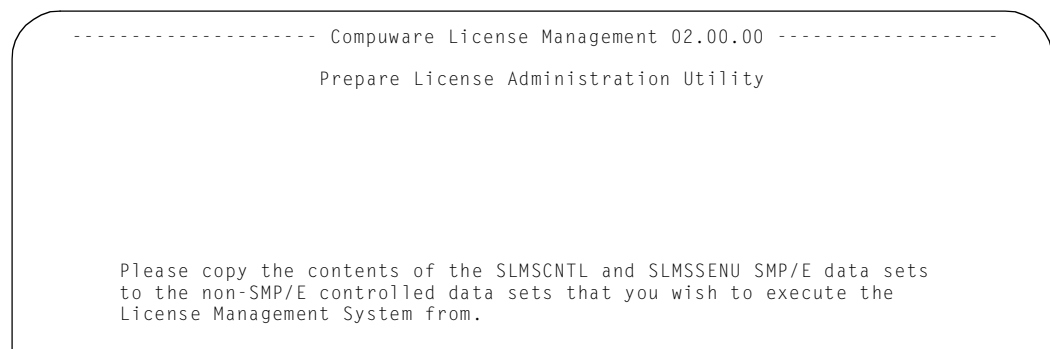 --------------------- Compuware License Management 02.00.00 -------------------
Prepare License Administration Utility
Please copy the contents of the SLMSCNTL and SLMSSENU SMP/E data sets
to the non-SMP/E controlled data sets that you wish to execute the
License Management System from.